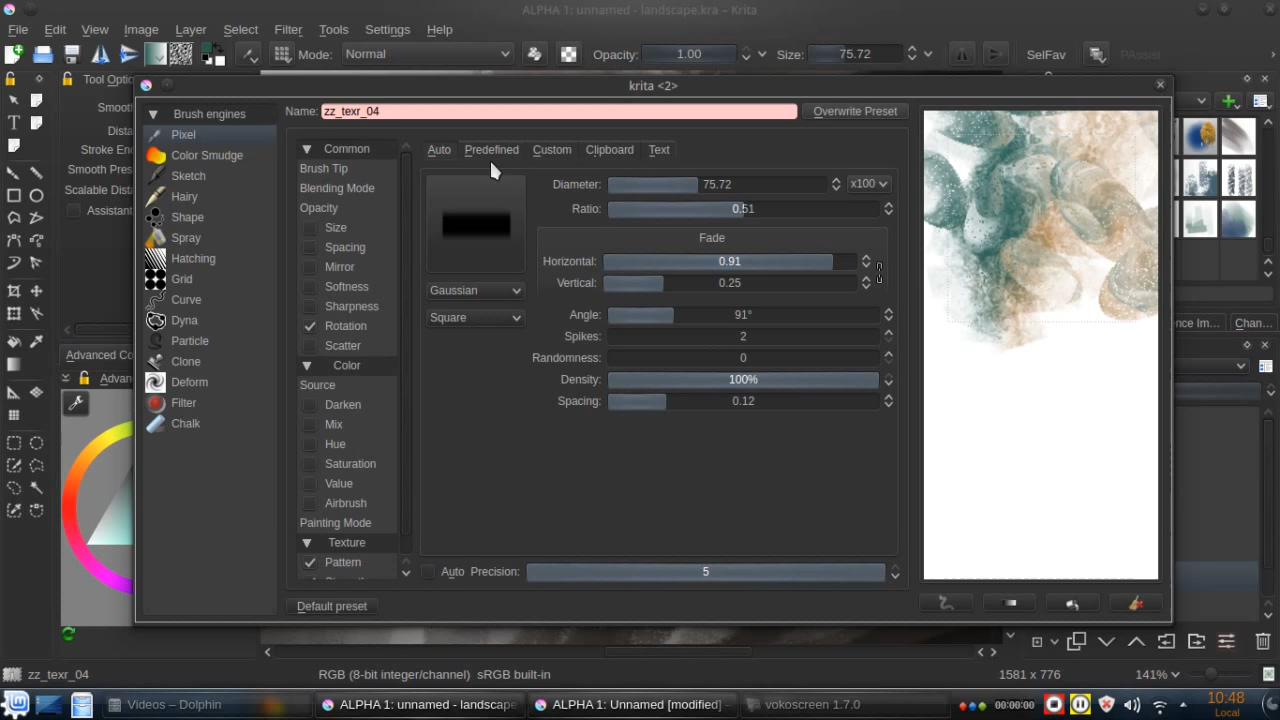 ALPHA 1: unnamed - landscape.kra – Krita
File Edit View Image Layer Select Filter Tools Settings Help
Mode: Normal Opacity: 1.00 Size: 75.72 SelFav PAssist
Tool Optio
krita <2>
Smoot
Dista
Stroke End
Smooth Pres
Scalable Dista
Assistant
Advanced Co
Advan
Brush engines
Pixel
Color Smudge
Sketch
Hairy
Shape
Spray
Hatching
Grid
Curve
Dyna
Particle
Clone
Deform
Filter
Chalk
Name: zz_texr_04 Overwrite Preset
Common
Brush Tip
Blending Mode
Opacity
Size
Spacing
Mirror
Softness
Sharpness
Rotation
Scatter
Color
Source
Darken
Mix
Hue
Saturation
Value
Airbrush
Painting Mode
Texture
Pattern
Default preset
Auto Predefined Custom Clipboard Text
Gaussian
Square
Diameter: 75.72 x100
Ratio: 0.51
Fade
Horizontal: 0.91
Vertical: 0.25
Angle: 91°
Spikes: 2
Randomness: 0
Density: 100%
Spacing: 0.12
Auto Precision: 5
nce Im... Chan...
zz_texr_04 RGB (8-bit integer/channel) sRGB built-in 1581 x 776 141%
Videos – Dolphin ALPHA 1: unnamed - landscape ALPHA 1: Unnamed [modified] – vokoscreen 1.7.0 00:00:00 10:48
Local